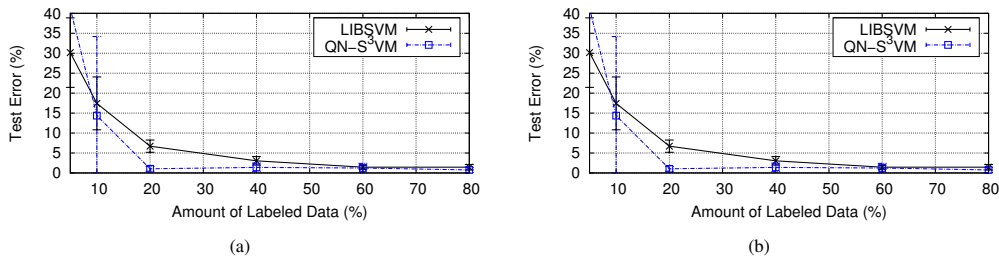 Test Error (%)
40
35
30
25
20
15
10
5
0
LIBSVM
QN-S³VM
10 20 30 40 50 60 70 80
Amount of Labeled Data (%)
(a)
Test Error (%)
40
35
30
25
20
15
10
5
0
LIBSVM
QN-S³VM
10 20 30 40 50 60 70 80
Amount of Labeled Data (%)
(b)